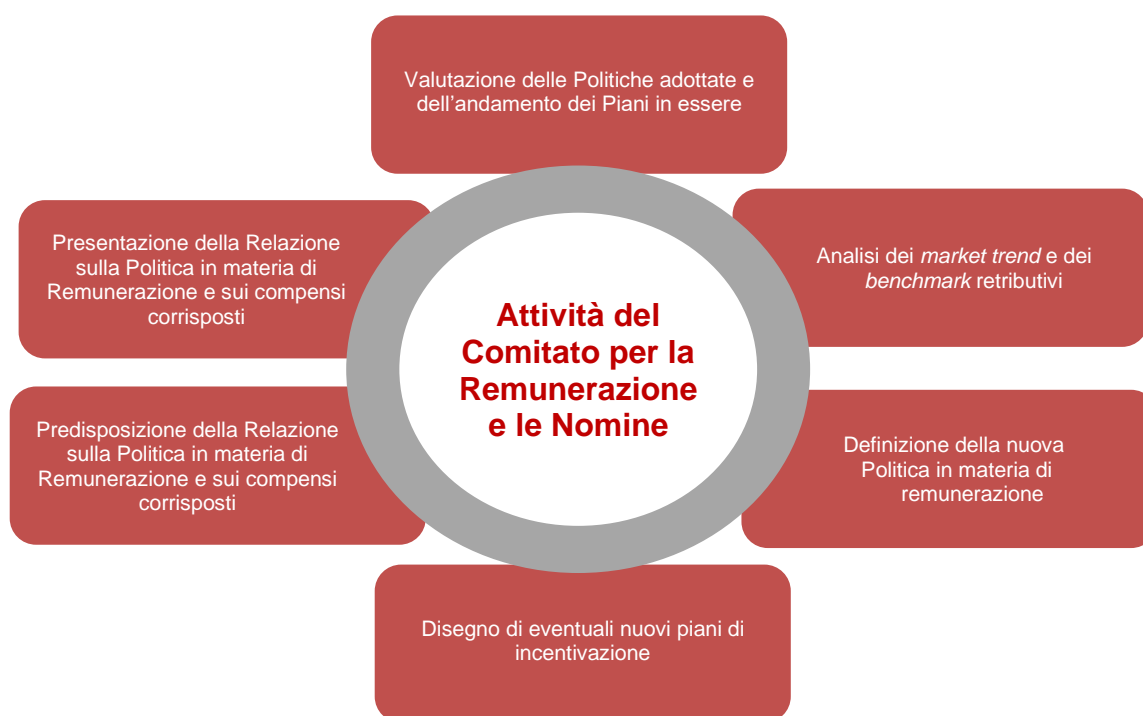 Valutazione delle Politiche adottate e
dell’andamento dei Piani in essere
Presentazione della Relazione
sulla Politica in materia di
Remunerazione e sui compensi
corrisposti
Analisi dei market trend e dei
benchmark retributivi
Attività del
Comitato per la
Remunerazione
e le Nomine
Predisposizione della Relazione
sulla Politica in materia di
Remunerazione e sui compensi
corrisposti
Definizione della nuova
Politica in materia di
remunerazione
Disegno di eventuali nuovi piani di
incentivazione